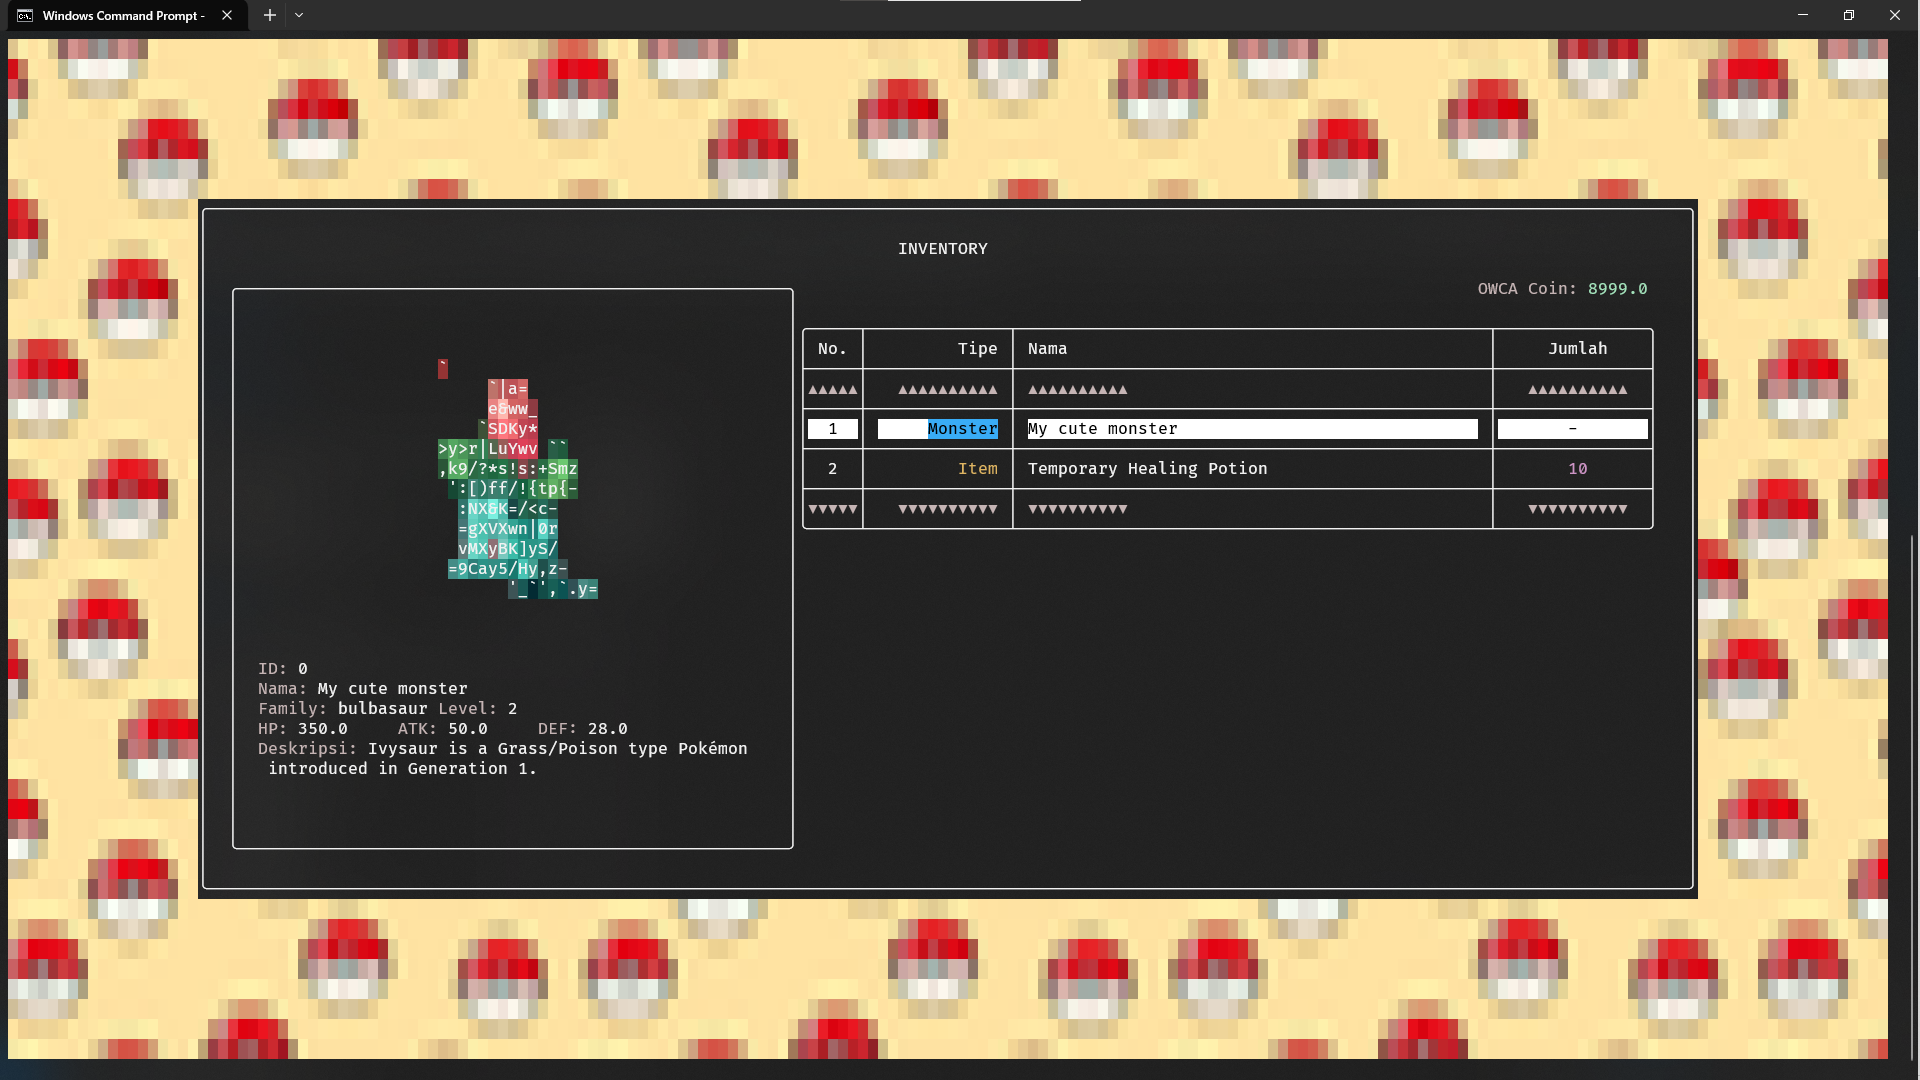 Windows Command Prompt -
INVENTORY
OWCA Coin: 8999.0
No. Tipe Nama Jumlah
▲▲▲▲▲ ▲▲▲▲▲▲▲▲▲▲ ▲▲▲▲▲▲▲▲▲▲ ▲▲▲▲▲▲▲▲▲▲
1 Monster My cute monster -
2 Item Temporary Healing Potion 10
▼▼▼▼▼ ▼▼▼▼▼▼▼▼▼▼ ▼▼▼▼▼▼▼▼▼▼ ▼▼▼▼▼▼▼▼▼▼
`
`|a=
e&ww_
`SDKy*
>y>r|LuYwv ``
,k9/?*s!s:+Smz
':[)ff/!{tp{-
:NX&K=/<c-
=gXVXwn|0r
vMXyBK]yS/
=9Cay5/Hy,z-
'_`',`.y=
ID: 0
Nama: My cute monster
Family: bulbasaur Level: 2
HP: 350.0 ATK: 50.0 DEF: 28.0
Deskripsi: Ivysaur is a Grass/Poison type Pokémon
introduced in Generation 1.